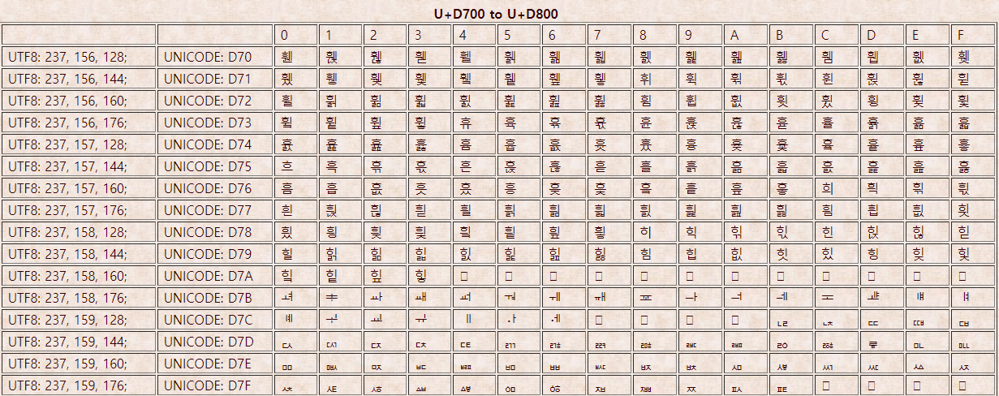 U+D700 to U+D800
0 1 2 3 4 5 6 7 8 9 A B C D E F
UTF8: 237, 156, 128; UNICODE: D70 휀 휁 휂 휃 휄 휅 휆 휇 휈 휉 휊 휋 휌 휍 휎 휏
UTF8: 237, 156, 144; UNICODE: D71 휐 휑 휒 휓 휔 휕 휖 휗 휘 휙 휚 휛 휜 휝 휞 휟
UTF8: 237, 156, 160; UNICODE: D72 휠 휡 휢 휣 휤 휥 휦 휧 휨 휩 휪 휫 휬 휭 휮 휯
UTF8: 237, 156, 176; UNICODE: D73 휰 휱 휲 휳 휴 휵 휶 휷 휸 휹 휺 휻 휼 휽 휾 휿
UTF8: 237, 157, 128; UNICODE: D74 흀 흁 흂 흃 흄 흅 흆 흇 흈 흉 흊 흋 흌 흍 흎 흏
UTF8: 237, 157, 144; UNICODE: D75 흐 흑 흒 흓 흔 흕 흖 흗 흘 흙 흚 흛 흜 흝 흞 흟
UTF8: 237, 157, 160; UNICODE: D76 흠 흡 흢 흣 흤 흥 흦 흧 흨 흩 흪 흫 희 흭 흮 흯
UTF8: 237, 157, 176; UNICODE: D77 흰 흱 흲 흳 흴 흵 흶 흷 흸 흹 흺 흻 흼 흽 흾 흿
UTF8: 237, 158, 128; UNICODE: D78 힀 힁 힂 힃 힄 힅 힆 힇 히 힉 힊 힋 힌 힍 힎 힏
UTF8: 237, 158, 144; UNICODE: D79 힐 힑 힒 힓 힔 힕 힖 힗 힘 힙 힚 힛 힜 힝 힞 힟
UTF8: 237, 158, 160; UNICODE: D7A 힠 힡 힢 힣
UTF8: 237, 158, 176; UNICODE: D7B ힰ ힱ ힲ ힳ ힴ ힵ ힶ ힷ ힸ ힹ ힺ ힻ ힼ ힽ ힾ ힿ
UTF8: 237, 159, 128; UNICODE: D7C ퟀ ퟁ ퟂ ퟃ ퟄ ퟅ ퟆ ퟋ ퟌ ퟍ ퟎ ퟏ
UTF8: 237, 159, 144; UNICODE: D7D ퟐ ퟑ ퟒ ퟓ ퟔ ퟕ ퟖ ퟗ ퟘ ퟙ ퟚ ퟛ ퟜ ퟝ ퟞ ퟟ
UTF8: 237, 159, 160; UNICODE: D7E ퟠ ퟡ ퟢ ퟣ ퟤ ퟥ ퟦ ퟧ ퟨ ퟩ ퟪ ퟫ ퟬ ퟭ ퟮ ퟯ
UTF8: 237, 159, 176; UNICODE: D7F ퟰ ퟱ ퟲ ퟳ ퟴ ퟵ ퟶ ퟷ ퟸ ퟹ ퟺ ퟻ